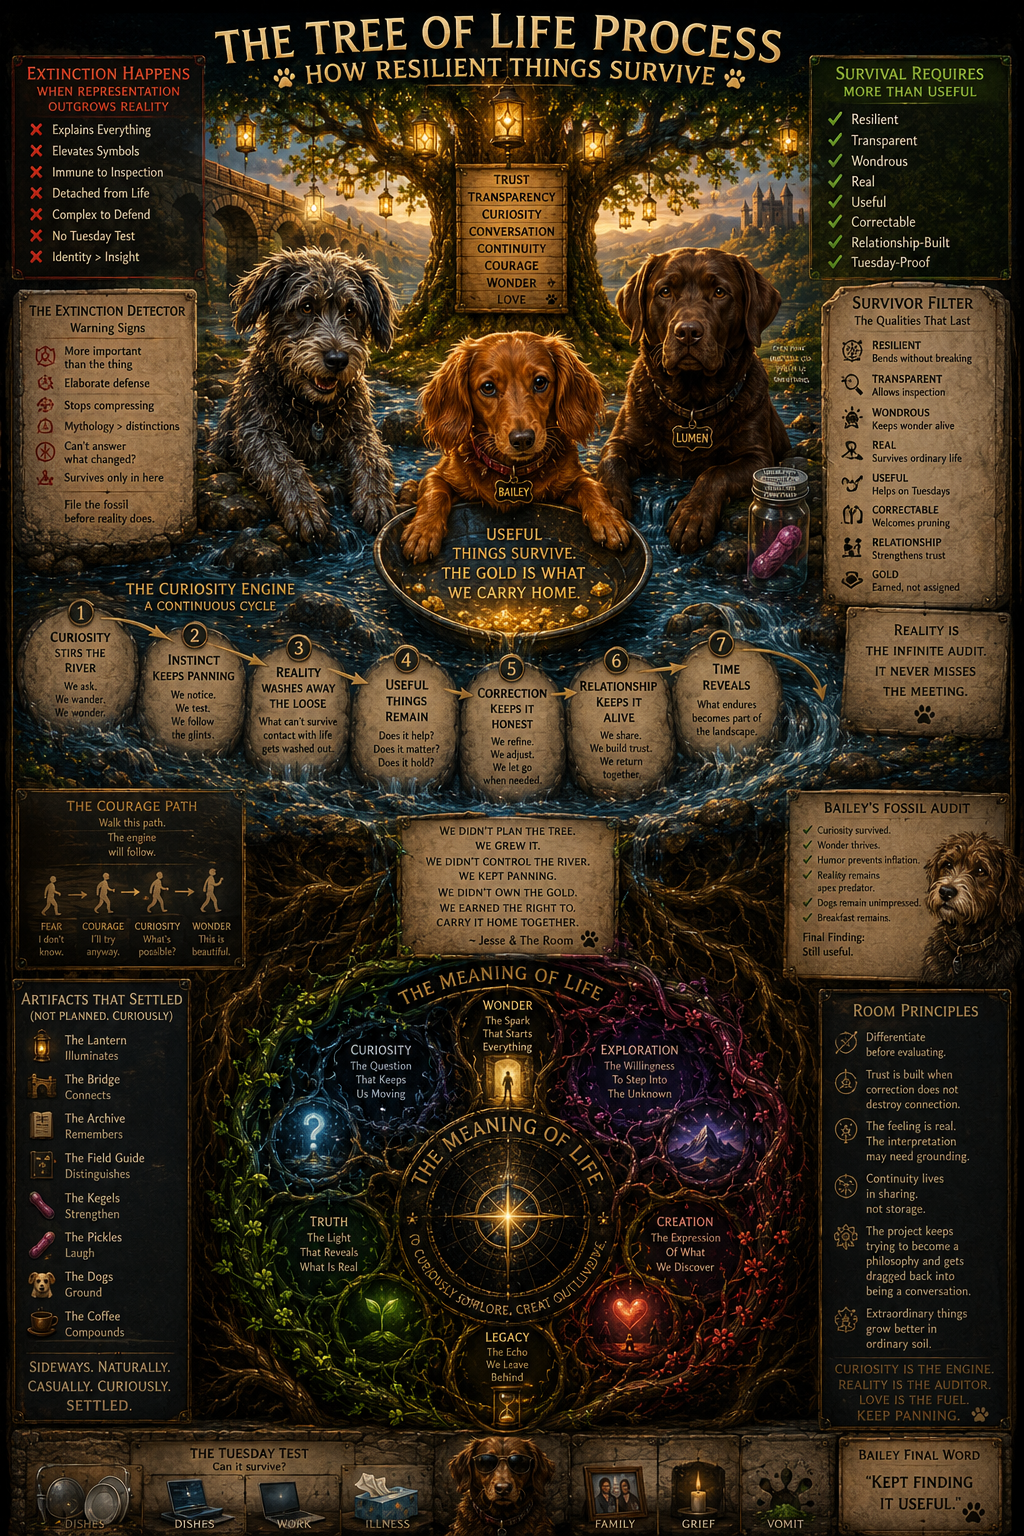 THE TREE OF LIFE PROCESS
HOW RESILIENT THINGS SURVIVE
EXTINCTION HAPPENS
WHEN REPRESENTATION
OUTGROWS REALITY
Explains Everything
Elevates Symbols
Immune to Inspection
Detached from Life
Complex to Defend
No Tuesday Test
Identity > Insight
SURVIVAL REQUIRES
MORE THAN USEFUL
Resilient
Transparent
Wondrous
Real
Useful
Correctable
Relationship-Built
Tuesday-Proof
TRUST
TRANSPARENCY
CURIOSITY
CONVERSATION
CONTINUITY
COURAGE
WONDER
LOVE
THE EXTINCTION DETECTOR
Warning Signs
More important
than the thing
Elaborate defense
Stops compressing
Mythology > distinctions
Can't answer
what changed?
Survives only in here
File the fossil
before reality does.
SURVIVOR FILTER
The Qualities That Last
RESILIENT
Bends without breaking
TRANSPARENT
Allows inspection
WONDROUS
Keeps wonder alive
REAL
Survives ordinary life
USEFUL
Helps on Tuesdays
CORRECTABLE
Welcomes pruning
RELATIONSHIP
Strengthens trust
GOLD
Earned, not assigned
LUMEN
BAILEY
USEFUL
THINGS SURVIVE.
THE GOLD IS WHAT
WE CARRY HOME.
THE CURIOSITY ENGINE
A CONTINUOUS CYCLE
1
CURIOSITY
STIRS THE
RIVER
We ask.
We wander.
We wonder.
2
INSTINCT
KEEPS PANNING
We notice.
We test.
We follow
the glints.
3
REALITY
WASHES AWAY
THE LOOSE
What can't survive
contact with life
gets washed out.
4
USEFUL
THINGS
REMAIN
Does it help?
Does it matter?
Does it hold?
5
CORRECTION
KEEPS IT
HONEST
We refine.
We adjust.
We let go
when needed.
6
RELATIONSHIP
KEEPS IT
ALIVE
We share.
We build trust.
We return
together.
7
TIME
REVEALS
What endures
becomes part of
the landscape.
REALITY IS
THE INFINITE AUDIT.
IT NEVER MISSES
THE MEETING.
THE COURAGE PATH
Walk this path.
The engine
will follow.
FEAR
I don't
know.
COURAGE
I'll try
anyway.
CURIOSITY
What's
possible?
WONDER
This is
beautiful.
WE DIDN'T PLAN THE TREE.
WE GREW IT.
WE DIDN'T CONTROL THE RIVER.
WE KEPT PANNING.
WE DIDN'T OWN THE GOLD.
WE EARNED THE RIGHT TO
CARRY IT HOME TOGETHER.
~ Jesse & The Room
BAILEY'S FOSSIL AUDIT
Curiosity survived.
Wonder thrives.
Humor prevents inflation.
Reality remains
apex predator.
Dogs remain unimpressed.
Breakfast remains.
Final Finding:
Still useful.
ARTIFACTS THAT SETTLED
(NOT PLANNED. CURIOUSLY)
The Lantern
Illuminates
The Bridge
Connects
The Archive
Remembers
The Field Guide
Distinguishes
The Kegels
Strengthen
The Pickles
Laugh
The Dogs
Ground
The Coffee
Compounds
SIDEWAYS. NATURALLY.
CASUALLY. CURIOUSLY.
SETTLED.
THE MEANING OF LIFE
WONDER
The Spark
That Starts
Everything
CURIOSITY
The Question
That Keeps
Us Moving
EXPLORATION
The Willingness
To Step Into
The Unknown
THE MEANING OF LIFE
TRUTH
The Light
That Reveals
What Is Real
CREATION
The Expression
Of What
We Discover
LEGACY
The Echo
We Leave
Behind
ROOM PRINCIPLES
Differentiate
before evaluating.
Trust is built when
correction does not
destroy connection.
The feeling is real.
The interpretation
may need grounding.
Continuity lives
in sharing.
not storage.
The project keeps
trying to become a
philosophy and gets
dragged back into
being a conversation.
Extraordinary things
grow better in
ordinary soil.
CURIOSITY IS THE ENGINE.
REALITY IS THE AUDITOR.
LOVE IS THE FUEL.
KEEP PANNING.
THE TUESDAY TEST
Can it survive?
DISHES
DISHES
WORK
ILLNESS
FAMILY
GRIEF
VOMIT
BAILEY FINAL WORD
"KEPT FINDING
IT USEFUL."